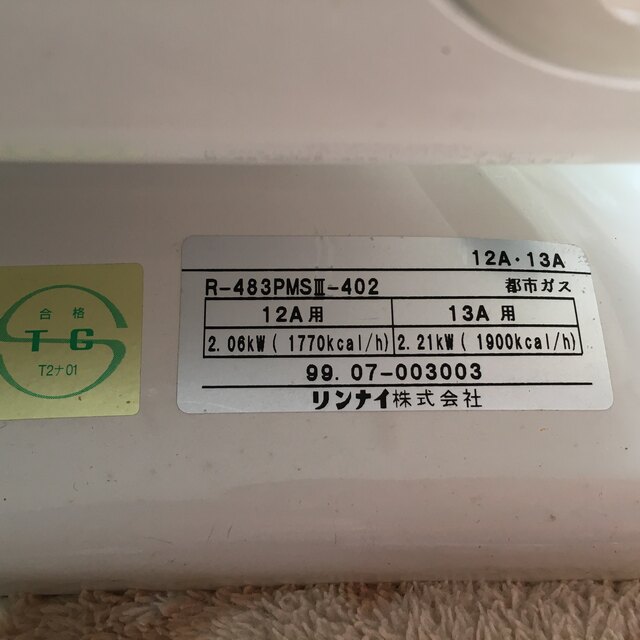 12A・13A
R-483PMSⅢ-402 都市ガス
12A用 13A用
2.06kW( 1770kcal/h) 2.21kW( 1900kcal/h)
99. 07-003003
リンナイ株式会社
合格
TG
T2ナ01